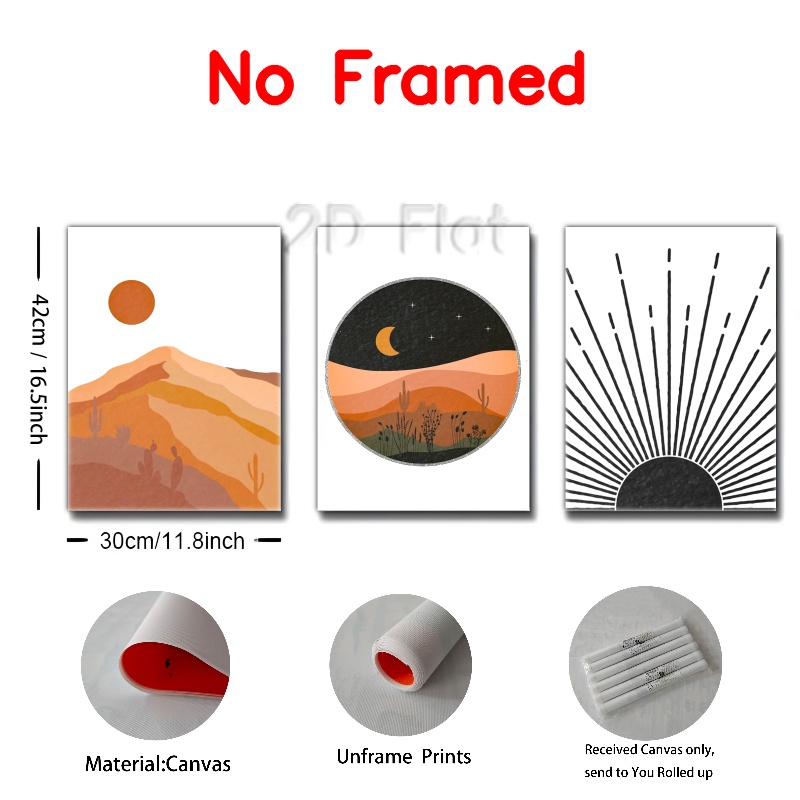 No Framed
2D Flat
42cm / 16.5inch
30cm/11.8inch
Material:Canvas
Unframe Prints
Received Canvas only,
send to You Rolled up